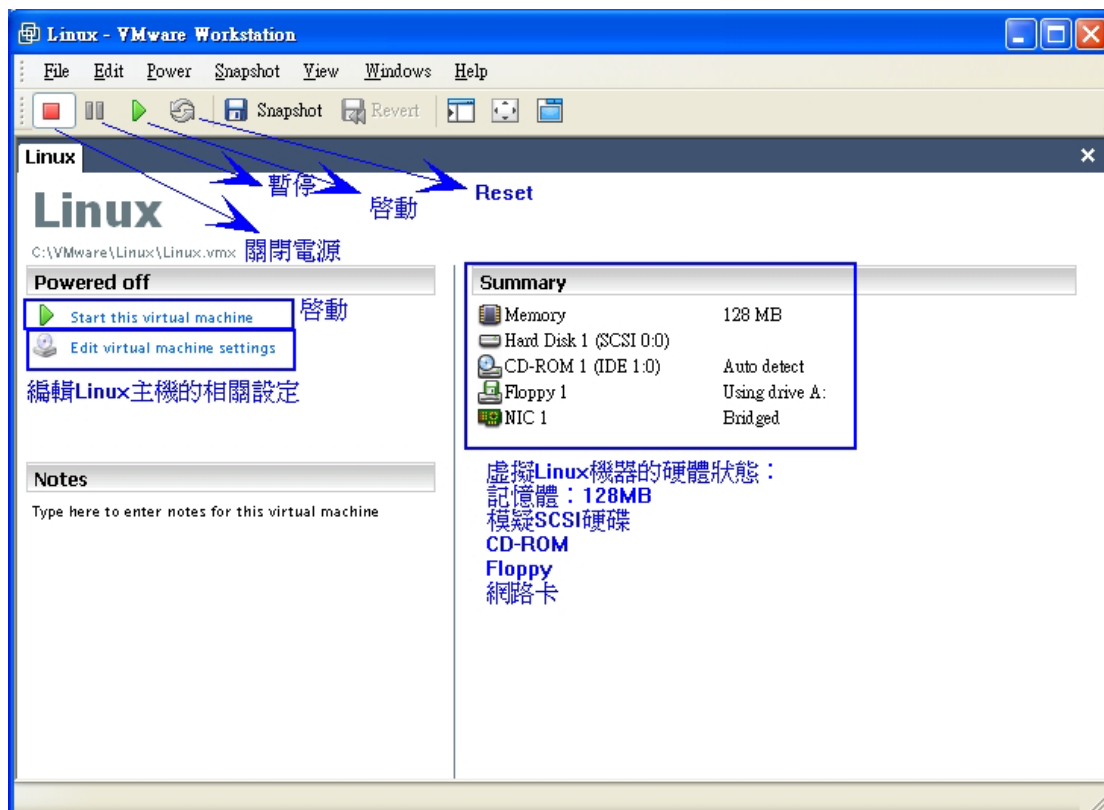 Linux - VMware Workstation
File Edit Power Snapshot View Windows Help
Snapshot Revert
Linux
暫停
啓動
Reset
Linux
C:\VMware\Linux\Linux.vmx
關閉電源
Powered off
Start this virtual machine
啓動
Edit virtual machine settings
編輯Linux主機的相關設定
Notes
Type here to enter notes for this virtual machine
Summary
Memory 128 MB
Hard Disk 1 (SCSI 0:0)
CD-ROM 1 (IDE 1:0) Auto detect
Floppy 1 Using drive A:
NIC 1 Bridged
虛擬Linux機器的硬體狀態：
記憶體：128MB
模疑SCSI硬碟
CD-ROM
Floppy
網路卡